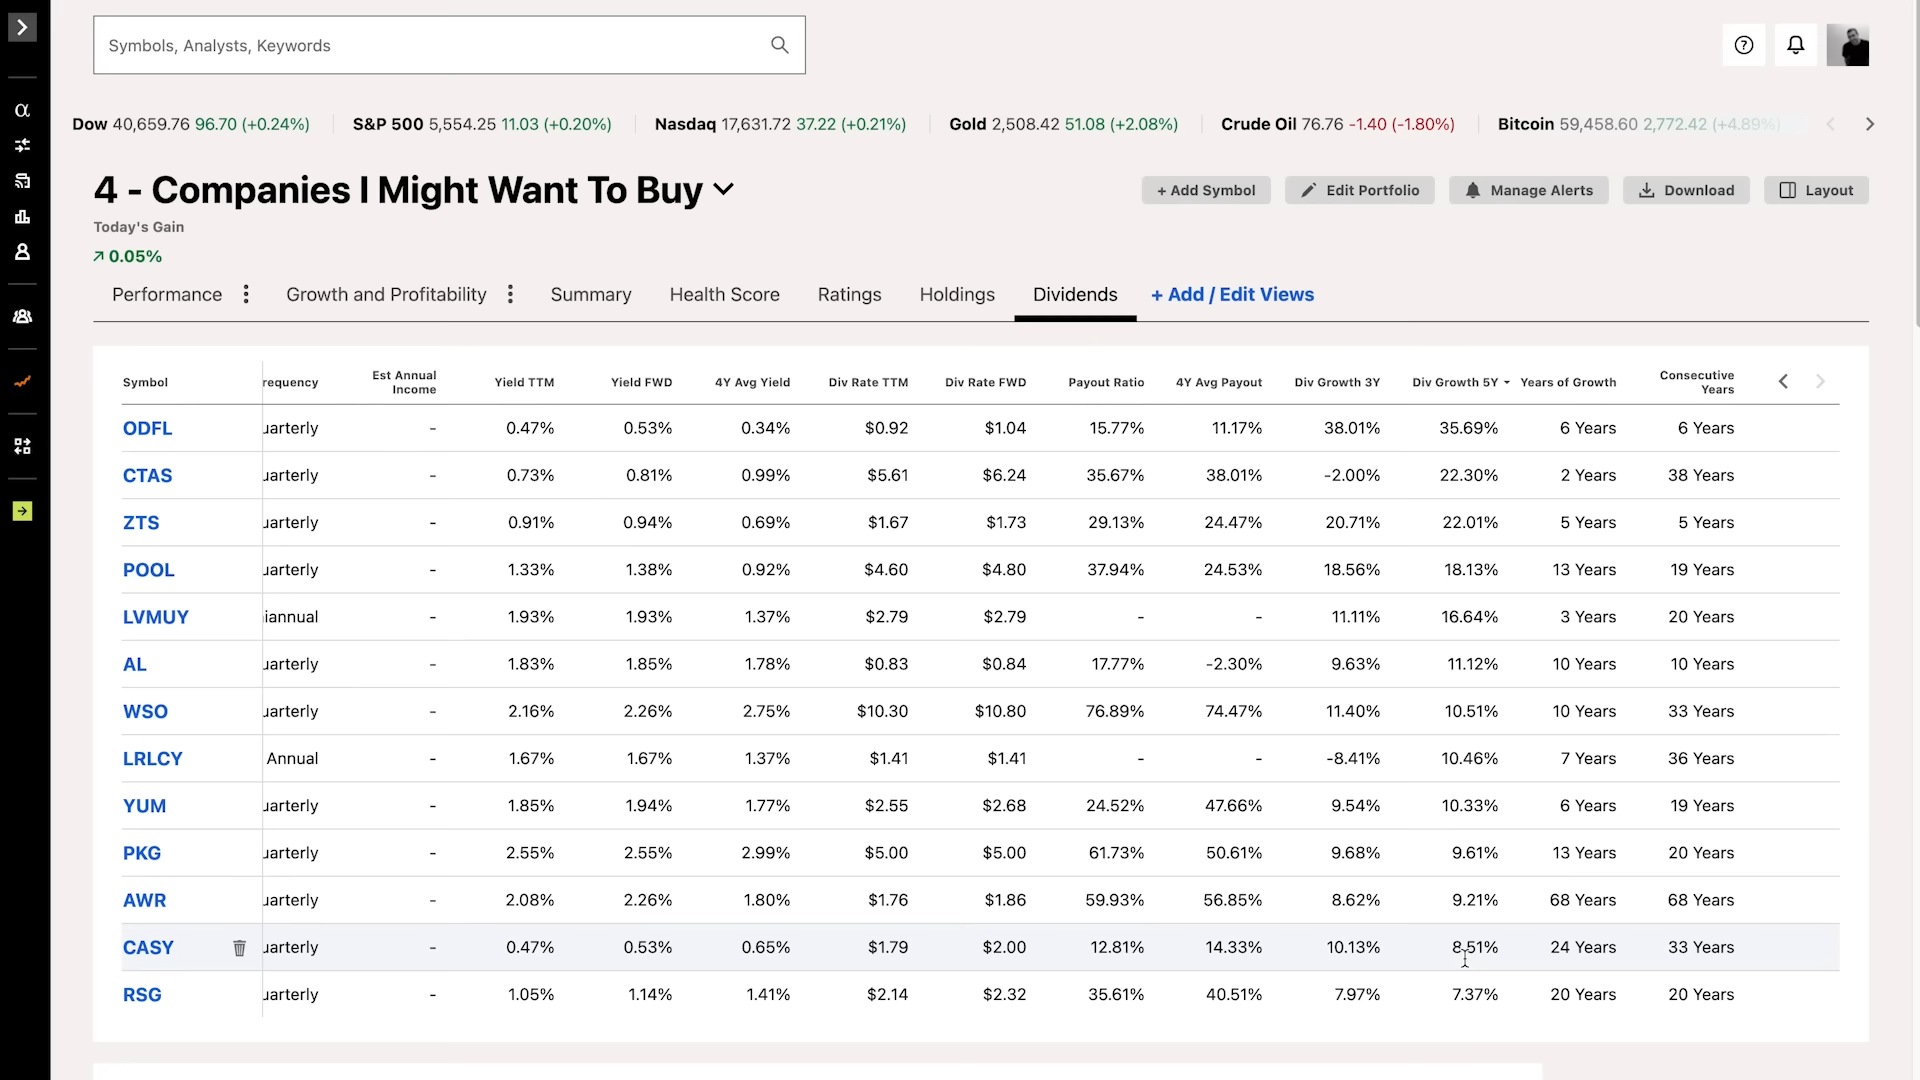 Symbols, Analysts, Keywords
Dow 40,659.76 96.70 (+0.24%) S&P 500 5,554.25 11.03 (+0.20%) Nasdaq 17,631.72 37.22 (+0.21%) Gold 2,508.42 51.08 (+2.08%) Crude Oil 76.76 -1.40 (-1.80%) Bitcoin 59,458.60 2,772.42 (+4.89%)
4 - Companies I Might Want To Buy
+ Add Symbol Edit Portfolio Manage Alerts Download Layout
Today's Gain
0.05%
Performance Growth and Profitability Summary Health Score Ratings Holdings Dividends + Add / Edit Views
Symbol requency Est Annual Income Yield TTM Yield FWD 4Y Avg Yield Div Rate TTM Div Rate FWD Payout Ratio 4Y Avg Payout Div Growth 3Y Div Growth 5Y Years of Growth Consecutive Years
ODFL uarterly - 0.47% 0.53% 0.34% $0.92 $1.04 15.77% 11.17% 38.01% 35.69% 6 Years 6 Years
CTAS uarterly - 0.73% 0.81% 0.99% $5.61 $6.24 35.67% 38.01% -2.00% 22.30% 2 Years 38 Years
ZTS uarterly - 0.91% 0.94% 0.69% $1.67 $1.73 29.13% 24.47% 20.71% 22.01% 5 Years 5 Years
POOL uarterly - 1.33% 1.38% 0.92% $4.60 $4.80 37.94% 24.53% 18.56% 18.13% 13 Years 19 Years
LVMUY iannual - 1.93% 1.93% 1.37% $2.79 $2.79 - - 11.11% 16.64% 3 Years 20 Years
AL uarterly - 1.83% 1.85% 1.78% $0.83 $0.84 17.77% -2.30% 9.63% 11.12% 10 Years 10 Years
WSO uarterly - 2.16% 2.26% 2.75% $10.30 $10.80 76.89% 74.47% 11.40% 10.51% 10 Years 33 Years
LRLCY Annual - 1.67% 1.67% 1.37% $1.41 $1.41 - - -8.41% 10.46% 7 Years 36 Years
YUM uarterly - 1.85% 1.94% 1.77% $2.55 $2.68 24.52% 47.66% 9.54% 10.33% 6 Years 19 Years
PKG uarterly - 2.55% 2.55% 2.99% $5.00 $5.00 61.73% 50.61% 9.68% 9.61% 13 Years 20 Years
AWR uarterly - 2.08% 2.26% 1.80% $1.76 $1.86 59.93% 56.85% 8.62% 9.21% 68 Years 68 Years
CASY uarterly - 0.47% 0.53% 0.65% $1.79 $2.00 12.81% 14.33% 10.13% 8.51% 24 Years 33 Years
RSG uarterly - 1.05% 1.14% 1.41% $2.14 $2.32 35.61% 40.51% 7.97% 7.37% 20 Years 20 Years